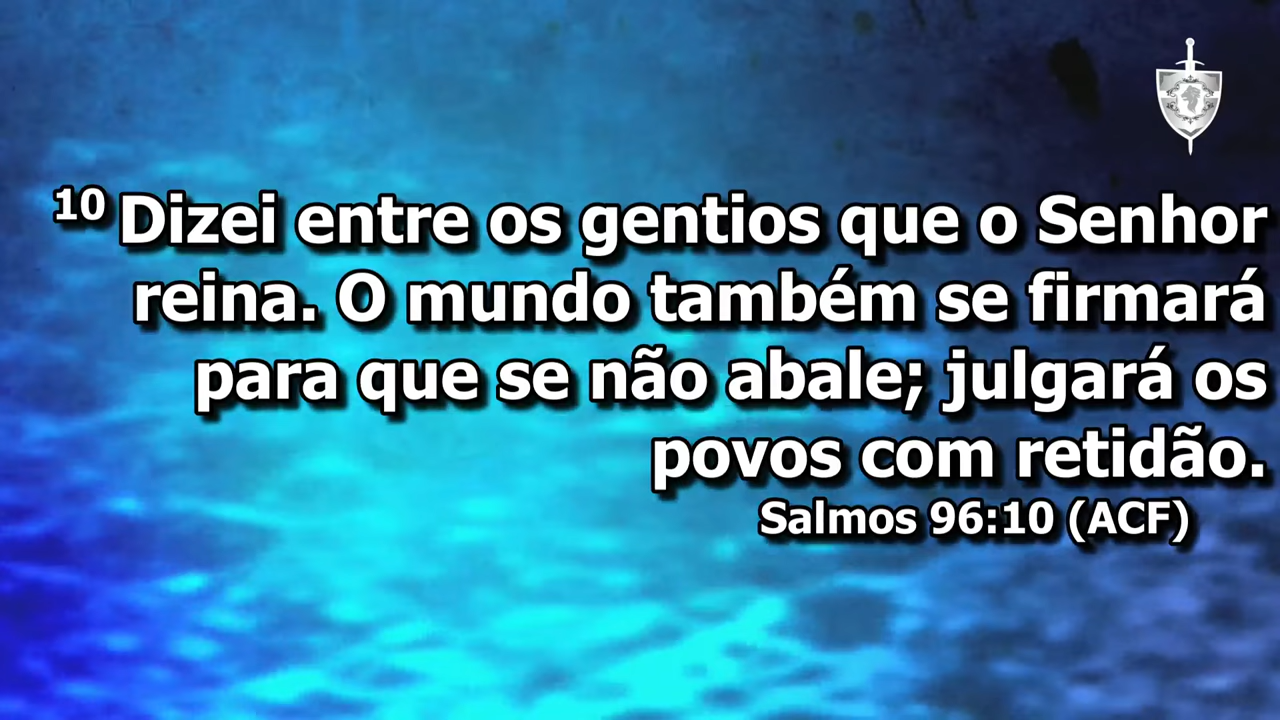 10 Dizei entre os gentios que o Senhor
reina. O mundo também se firmará
para que se não abale; julgará os
povos com retidão.
Salmos 96:10 (ACF)